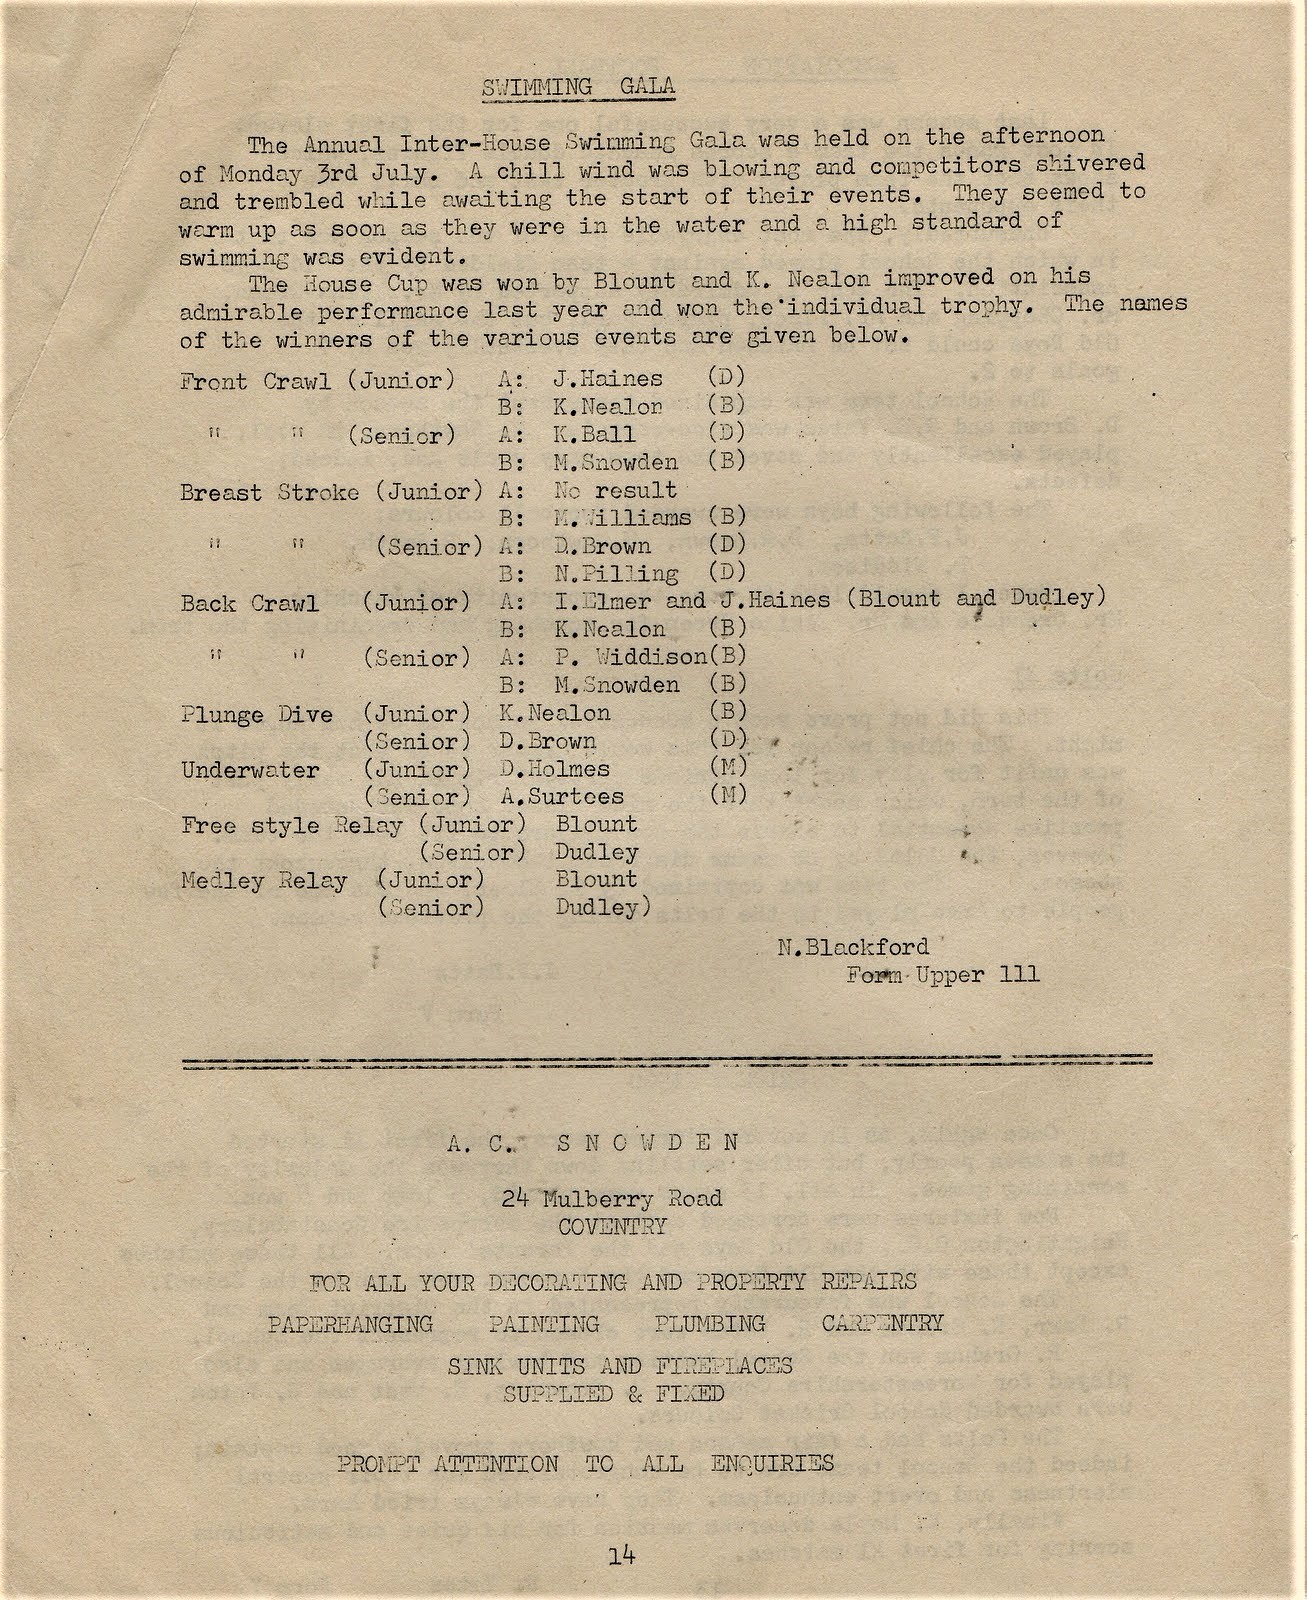 SWIMMING GALA
The Annual Inter-House Swimming Gala was held on the afternoon
of Monday 3rd July. A chill wind was blowing and competitors shivered
and trembled while awaiting the start of their events. They seemed to
warm up as soon as they were in the water and a high standard of
swimming was evident.
The House Cup was won by Blount and K. Nealon improved on his
admirable performance last year and won the individual trophy. The names
of the winners of the various events are given below.
Front Crawl (Junior) A: J.Haines (D)
B: K.Nealon (B)
" " (Senior) A: K.Ball (D)
B: M.Snowden (B)
Breast Stroke (Junior) A: No result
B: M.Williams (B)
" " (Senior) A: D.Brown (D)
B: N.Pilling (D)
Back Crawl (Junior) A: I.Elmer and J.Haines (Blount and Dudley)
B: K.Nealon (B)
" " (Senior) A: P. Widdison(B)
B: M.Snowden (B)
Plunge Dive (Junior) K.Nealon (B)
(Senior) D.Brown (D)
Underwater (Junior) D.Holmes (M)
(Senior) A.Surtees (M)
Free style Relay (Junior) Blount
(Senior) Dudley
Medley Relay (Junior) Blount
(Senior) Dudley)
N.Blackford
Form Upper 111
A. C. S N O W D E N
24 Mulberry Road
COVENTRY
FOR ALL YOUR DECORATING AND PROPERTY REPAIRS
PAPERHANGING PAINTING PLUMBING CARPENTRY
SINK UNITS AND FIREPLACES
SUPPLIED & FIXED
PROMPT ATTENTION TO ALL ENQUIRIES
14